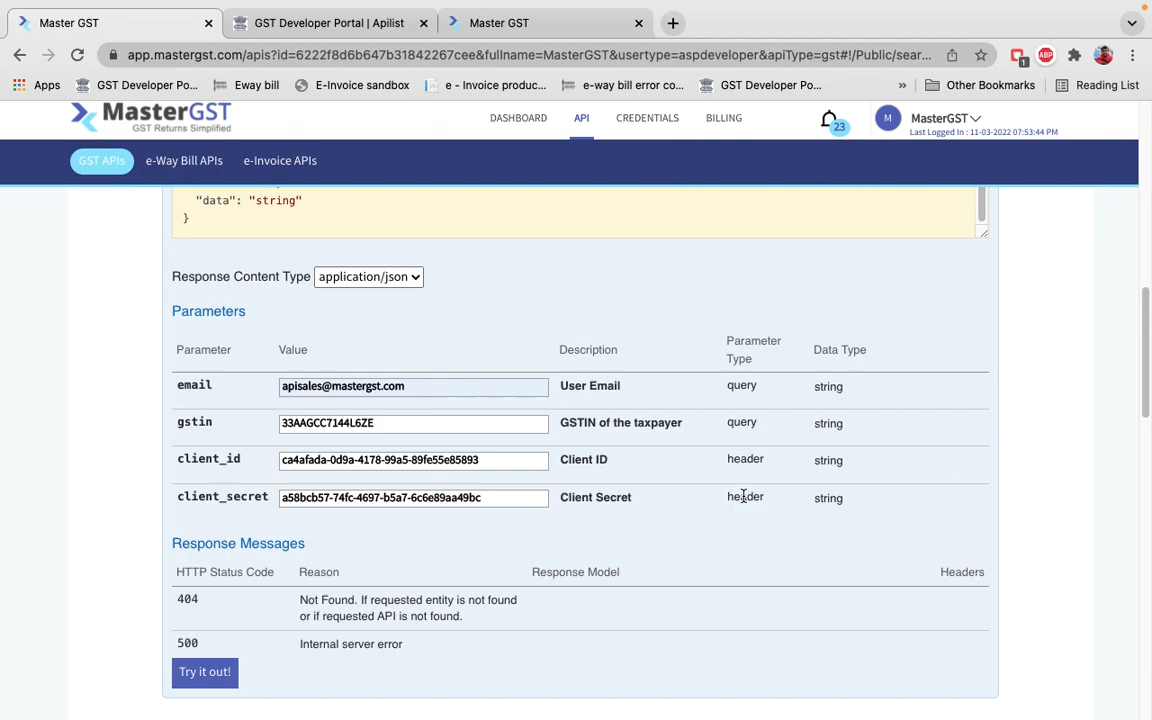 Master GST
GST Developer Portal | Apilist
Master GST
app.mastergst.com/apis?id=6222f8d6b647b31842267cee&fullname=MasterGST&usertype=aspdeveloper&apiType=gst#!/Public/sear...
1
ABP
Apps
GST Developer Po...
Eway bill
E-Invoice sandbox
e - Invoice produc...
e-way bill error co...
GST Developer Po...
»
Other Bookmarks
Reading List
MasterGST
GST Returns Simplified
DASHBOARD
API
CREDENTIALS
BILLING
23
M
MasterGST
Last Logged In : 11-03-2022 07:53:44 PM
GST APIs
e-Way Bill APIs
e-Invoice APIs
"data": "string"
}
Response Content Type application/json
Parameters
Parameter Value Description Parameter Type Data Type
email apisales@mastergst.com User Email query string
gstin 33AAGCC7144L6ZE GSTIN of the taxpayer query string
client_id ca4afada-0d9a-4178-99a5-89fe55e85893 Client ID header string
client_secret a58bcb57-74fc-4697-b5a7-6c6e89aa49bc Client Secret header string
Response Messages
HTTP Status Code Reason Response Model Headers
404 Not Found. If requested entity is not found
or if requested API is not found.
500 Internal server error
Try it out!